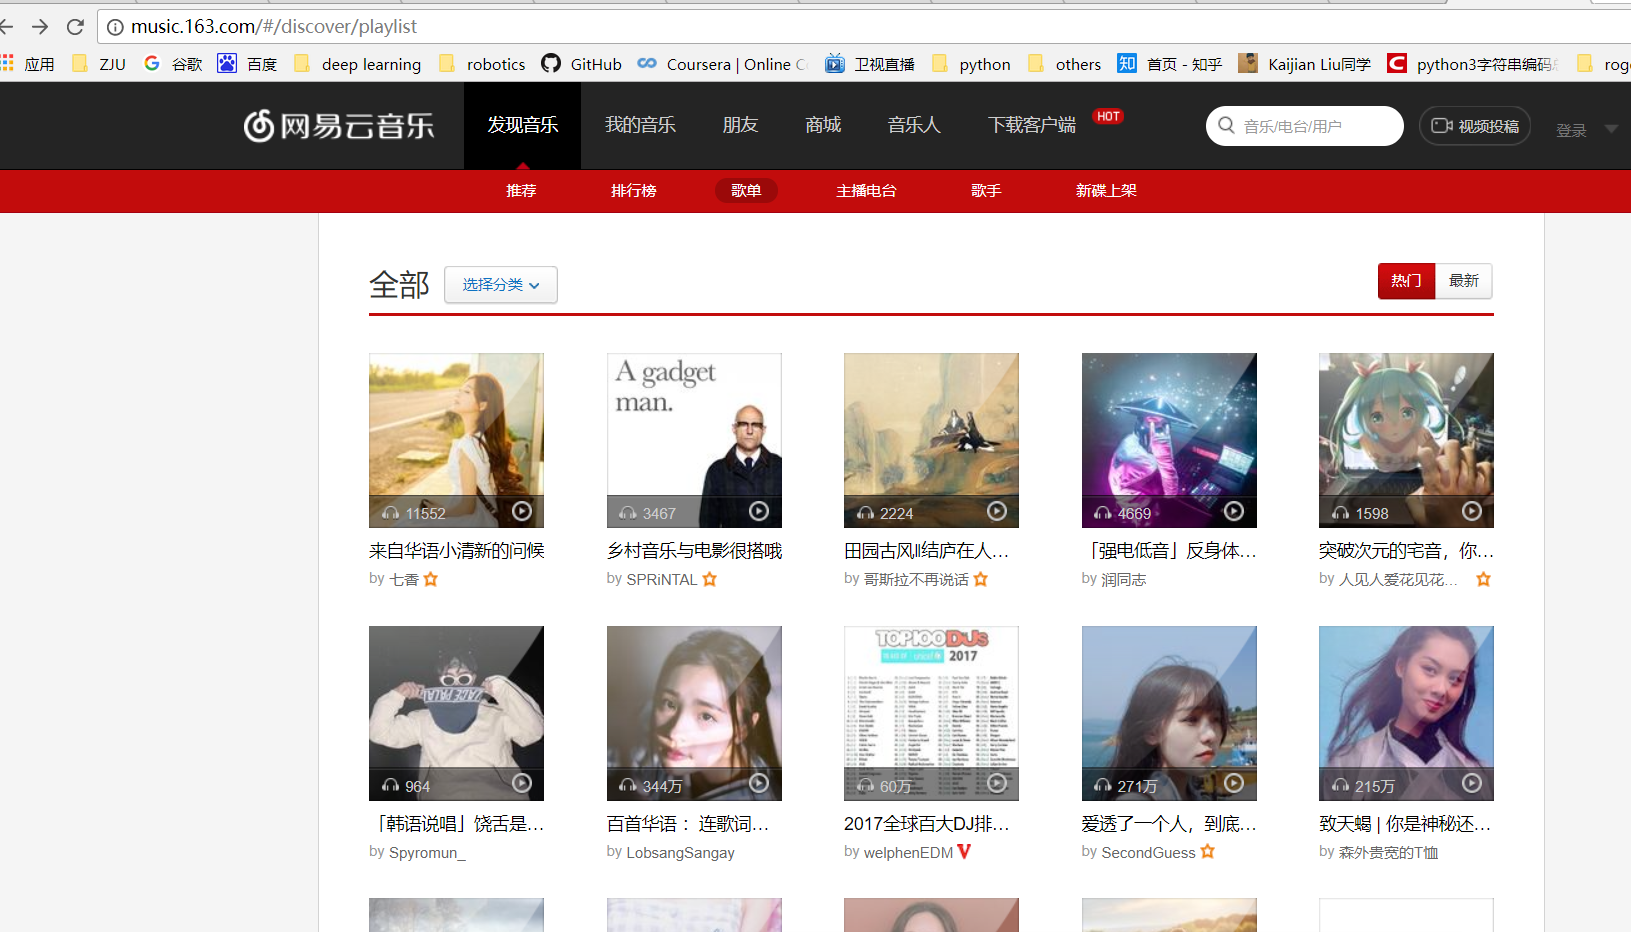 music.163.com/#/discover/playlist
应用 ZJU 谷歌 百度 deep learning robotics GitHub Coursera | Online C 卫视直播 python others 知 首页 - 知乎 Kaijian Liu同学 C python3字符串编码 rog
网易云音乐 发现音乐 我的音乐 朋友 商城 音乐人 下载客户端 HOT 音乐/电台/用户 视频投稿 登录
推荐 排行榜 歌单 主播电台 歌手 新碟上架
全部 选择分类 热门 最新
A gadget
man.
11552 3467 2224 4669 1598
来自华语小清新的问候 乡村音乐与电影很搭哦 田园古风‖结庐在人... 「强电低音」反身体... 突破次元的宅音，你...
by 七香 by SPRiNTAL by 哥斯拉不再说话 by 润同志 by 人见人爱花见花...
TOP100DJs
unicef 2017
964 344万 60万 271万 215万
「韩语说唱」饶舌是... 百首华语： 连歌词... 2017全球百大DJ排... 爱透了一个人，到底... 致天蝎 | 你是神秘还...
by Spyromun_ by LobsangSangay by welphenEDM V by SecondGuess by 森外贵宽的T恤